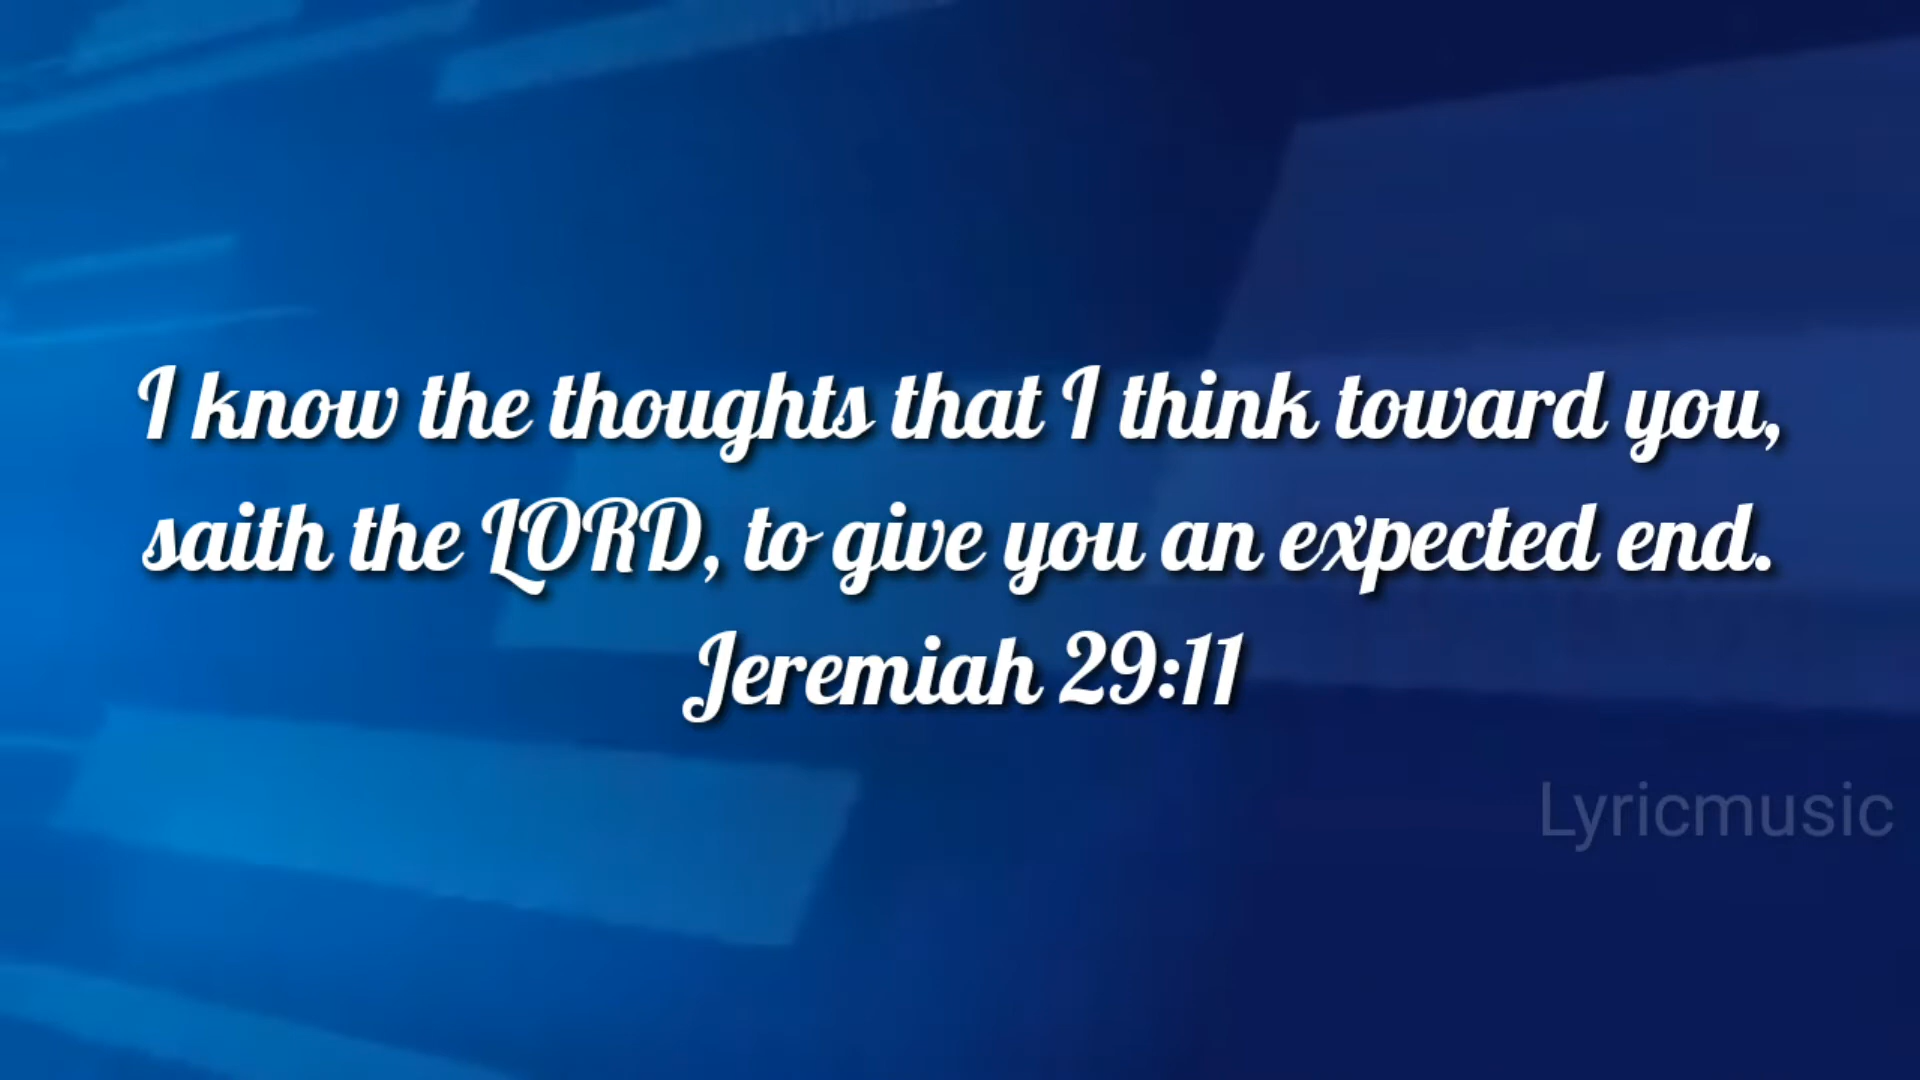 I know the thoughts that I think toward you,
saith the LORD, to give you an expected end.
Jeremiah 29:11
Lyricmusic